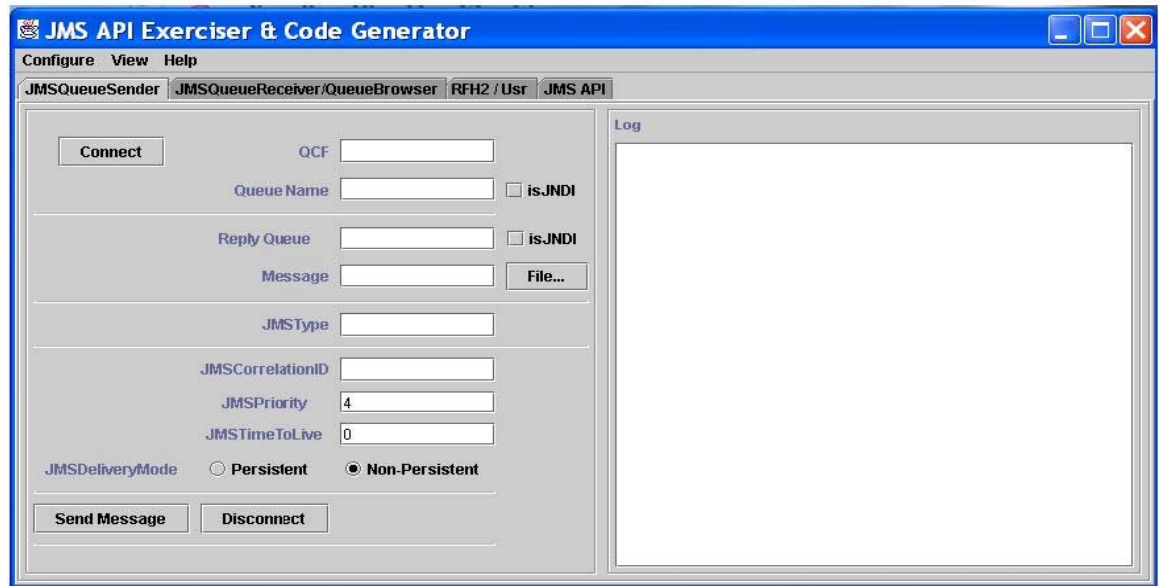 JMS API Exerciser & Code Generator
Configure View Help
JMSQueueSender JMSQueueReceiver/QueueBrowser RFH2 / Usr JMS API
Connect QCF
Queue Name isJNDI
Reply Queue isJNDI
Message File...
JMSType
JMSCorrelationID
JMSPriority 4
JMSTimeToLive 0
JMSDeliveryMode Persistent Non-Persistent
Send Message Disconnect
Log